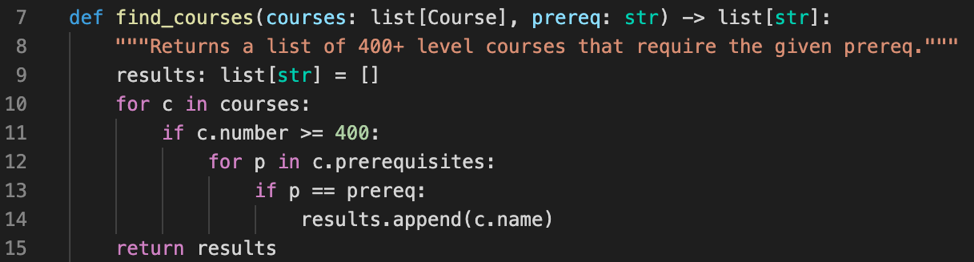 7 def find_courses(courses: list[Course], prereq: str) -> list[str]:
8     """Returns a list of 400+ level courses that require the given prereq."""
9     results: list[str] = []
10     for c in courses:
11         if c.number >= 400:
12             for p in c.prerequisites:
13                 if p == prereq:
14                     results.append(c.name)
15     return results